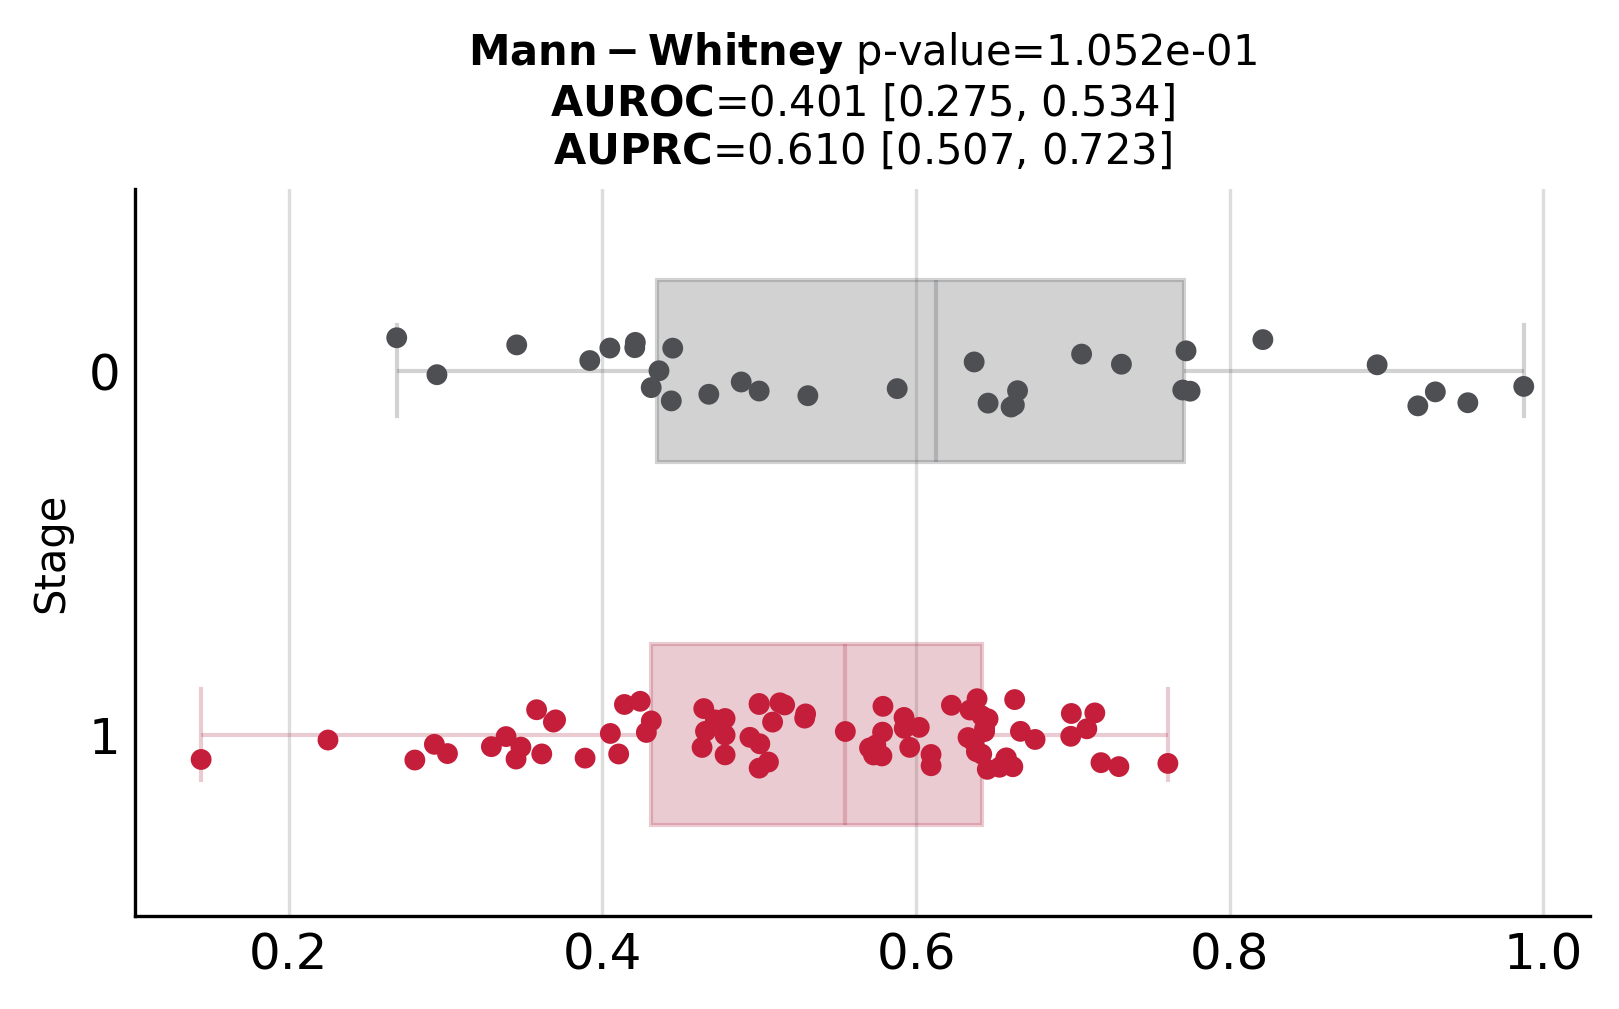 Mann − Whitney p-value=1.052e-01
AUROC=0.401 [0.275, 0.534]
AUPRC=0.610 [0.507, 0.723]
Stage
0
1
0.2 0.4 0.6 0.8 1.0